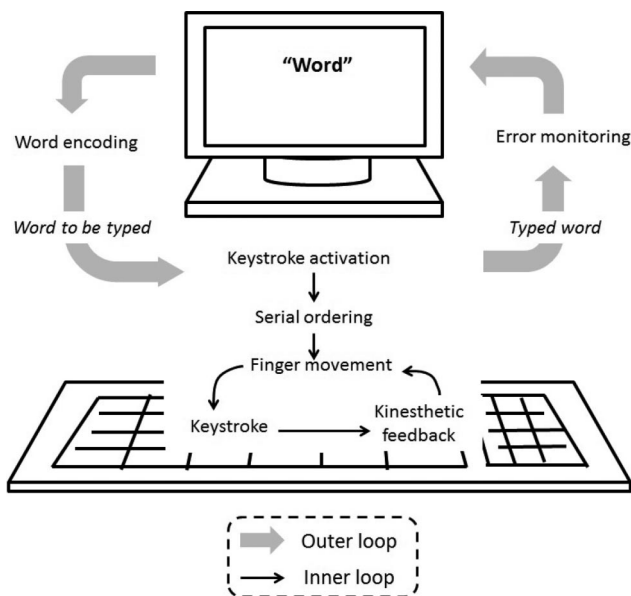 “Word”
Word encoding
Error monitoring
Word to be typed
Typed word
Keystroke activation
Serial ordering
Finger movement
Keystroke
Kinesthetic
feedback
Outer loop
Inner loop